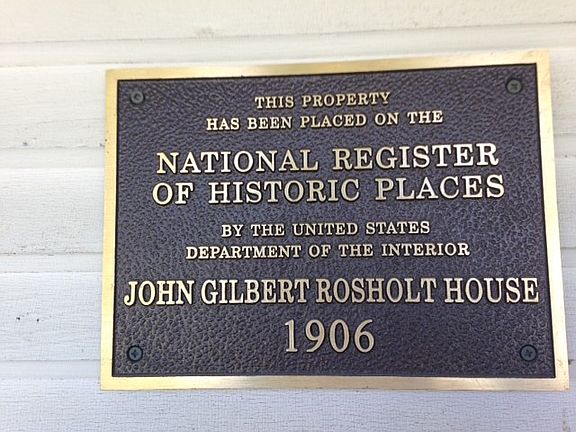 THIS PROPERTY
HAS BEEN PLACED ON THE
NATIONAL REGISTER
OF HISTORIC PLACES
BY THE UNITED STATES
DEPARTMENT OF THE INTERIOR
JOHN GILBERT ROSHOLT HOUSE
1906